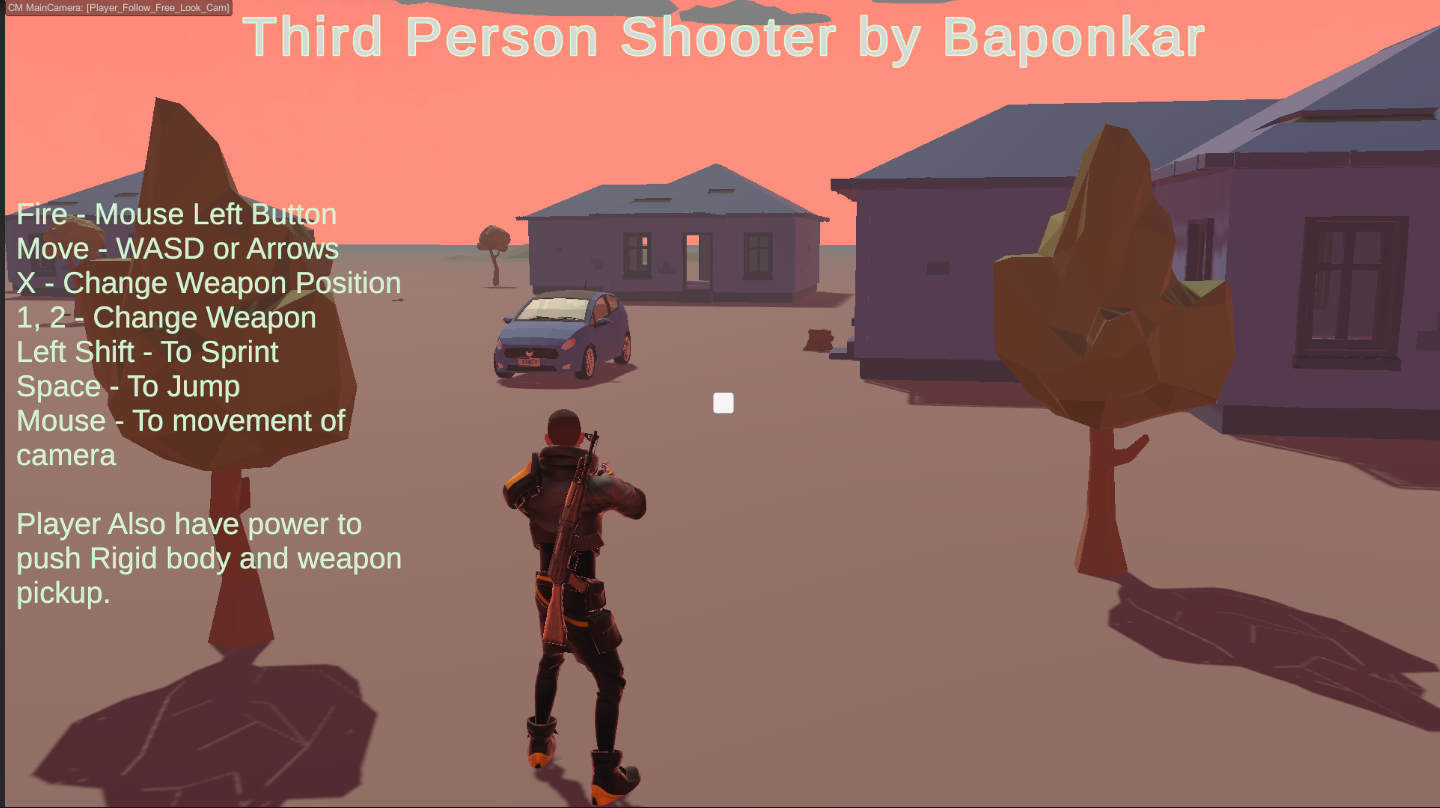 CM MainCamera: [Player_Follow_Free_Look_Cam]
Third Person Shooter by Baponkar
Fire - Mouse Left Button
Move - WASD or Arrows
X - Change Weapon Position
1, 2 - Change Weapon
Left Shift - To Sprint
Space - To Jump
Mouse - To movement of
camera
Player Also have power to
push Rigid body and weapon
pickup.